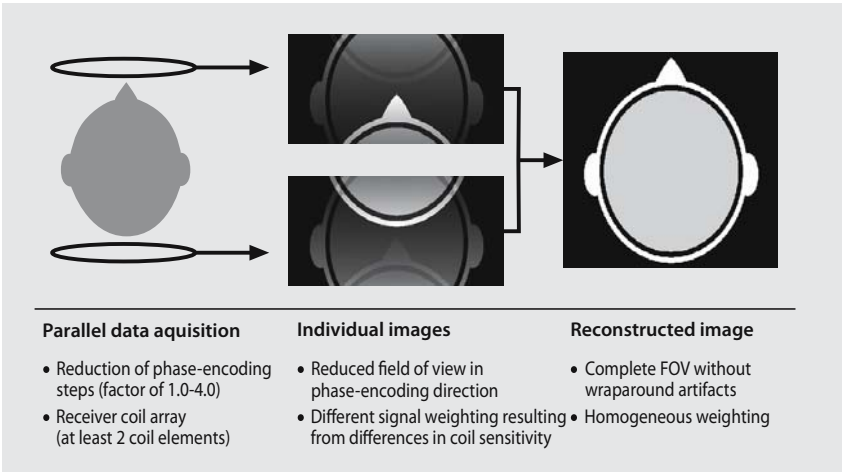 Parallel data aquisition
• Reduction of phase-encoding
steps (factor of 1.0-4.0)
• Receiver coil array
(at least 2 coil elements)
Individual images
• Reduced field of view in
phase-encoding direction
• Different signal weighting resulting
from differences in coil sensitivity
Reconstructed image
• Complete FOV without
wraparound artifacts
• Homogeneous weighting